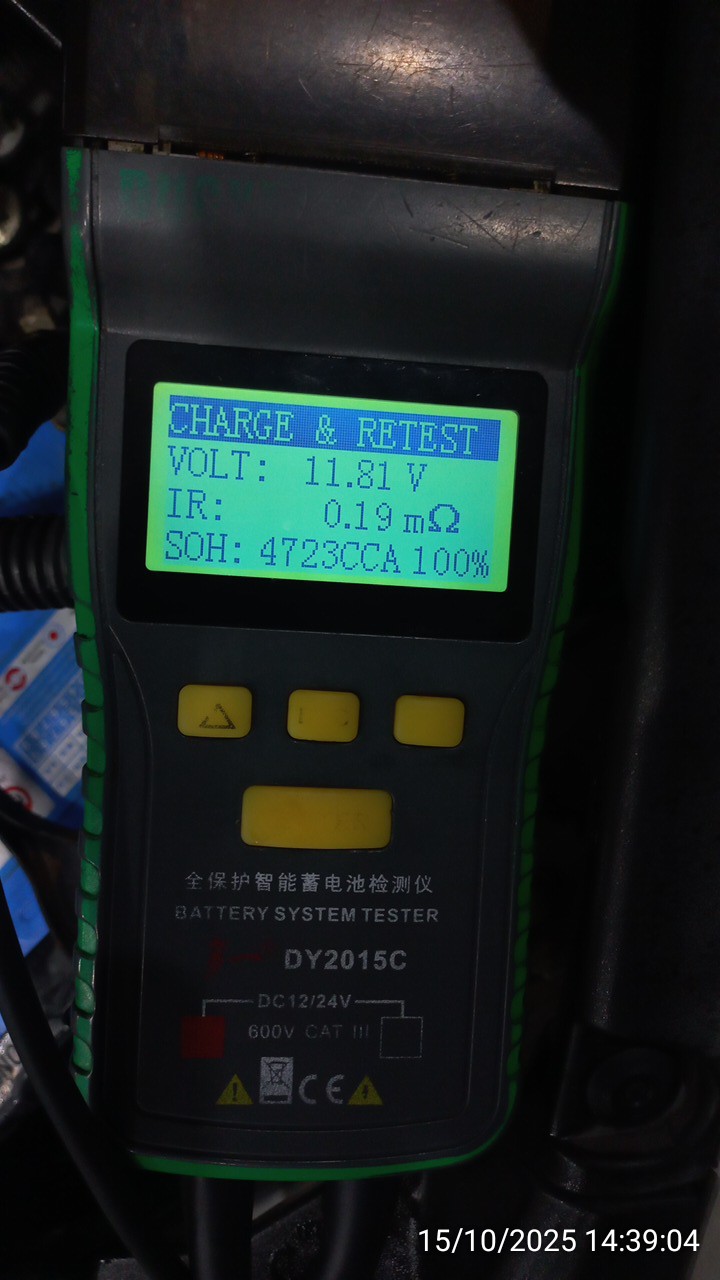 CHARGE & RETEST
VOLT: 11.81 V
IR: 0.19 mΩ
SOH: 4723CCA 100%
全保护智能蓄电池检测仪
BATTERY SYSTEM TESTER
DY2015C
DC12/24V
600V CAT III
CE
15/10/2025 14:39:04